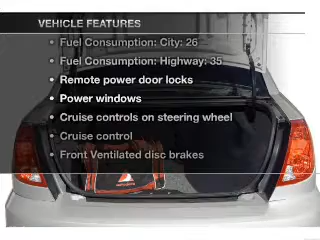 VEHICLE FEATURES
• Fuel Consumption: City: 26
• Fuel Consumption: Highway: 35
• Remote power door locks
• Power windows
• Cruise controls on steering wheel
• Cruise control
• Front Ventilated disc brakes